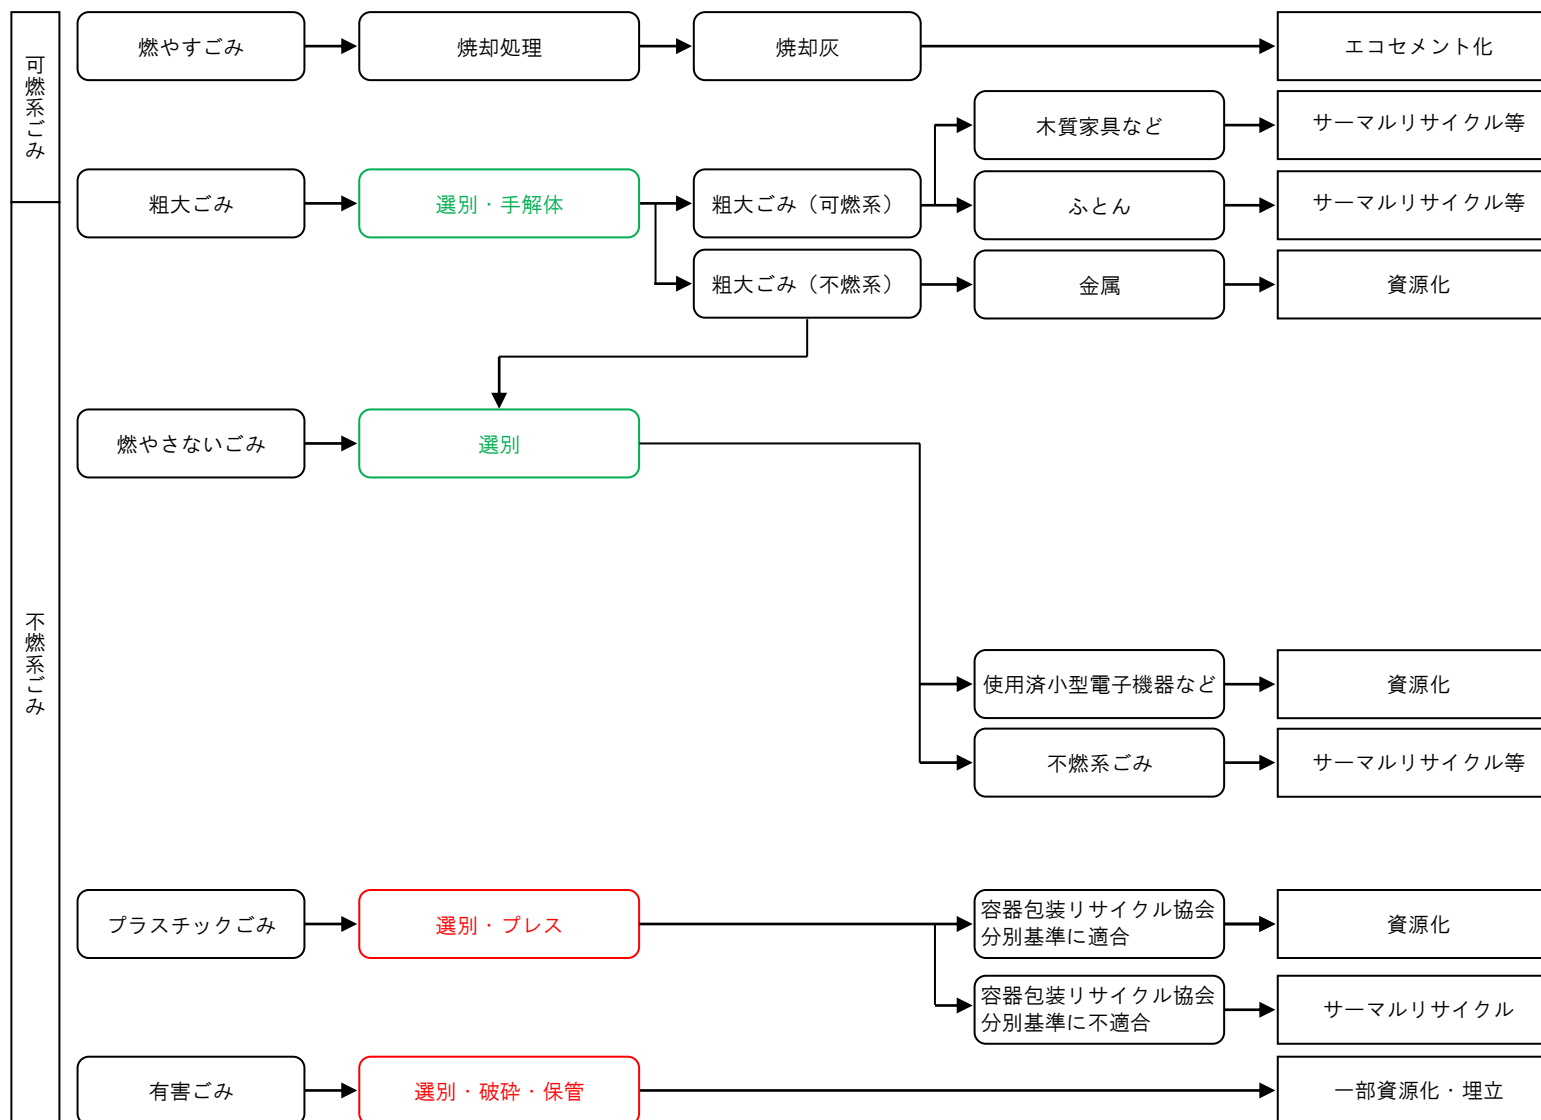 可燃系ごみ
燃やすごみ
焼却処理
焼却灰
エコセメント化
木質家具など
サーマルリサイクル等
粗大ごみ
選別・手解体
粗大ごみ（可燃系）
ふとん
サーマルリサイクル等
粗大ごみ（不燃系）
金属
資源化
不燃系ごみ
燃やさないごみ
選別
使用済小型電子機器など
資源化
不燃系ごみ
サーマルリサイクル等
プラスチックごみ
選別・プレス
容器包装リサイクル協会
分別基準に適合
資源化
容器包装リサイクル協会
分別基準に不適合
サーマルリサイクル
有害ごみ
選別・破砕・保管
一部資源化・埋立